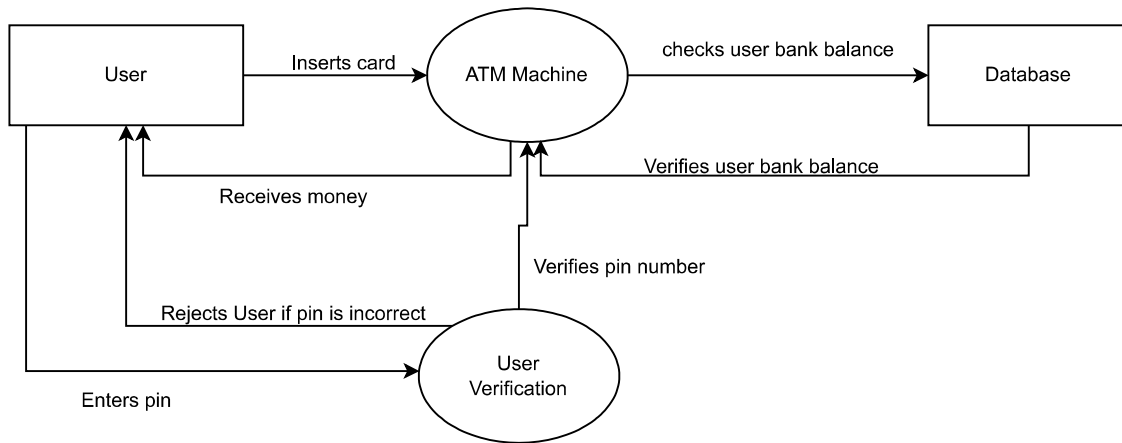 User
Inserts card
ATM Machine
checks user bank balance
Database
Receives money
Verifies user bank balance
Verifies pin number
Rejects User if pin is incorrect
User
Verification
Enters pin